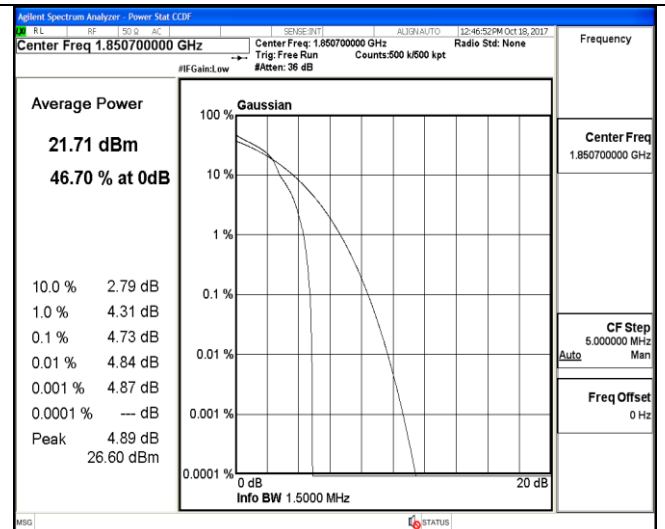 Agilent Spectrum Analyzer - Power Stat CCDF
RL RF 50 Ω AC SENSE:INT ALIGN AUTO 12:46:52PM Oct 18, 2017
Center Freq 1.850700000 GHz
Center Freq: 1.850700000 GHz Radio Std: None
Trig: Free Run Counts:500 k/500 kpt
#IFGain:Low #Atten: 36 dB
Frequency
Average Power
21.71 dBm
46.70 % at 0dB
10.0 % 2.79 dB
1.0 % 4.31 dB
0.1 % 4.73 dB
0.01 % 4.84 dB
0.001 % 4.87 dB
0.0001 % --- dB
Peak 4.89 dB
26.60 dBm
Gaussian
100 %
10 %
1 %
0.1 %
0.01 %
0.001 %
0.0001 %
0 dB 20 dB
Info BW 1.5000 MHz
Center Freq
1.850700000 GHz
CF Step
5.000000 MHz
Auto Man
Freq Offset
0 Hz
MSG STATUS